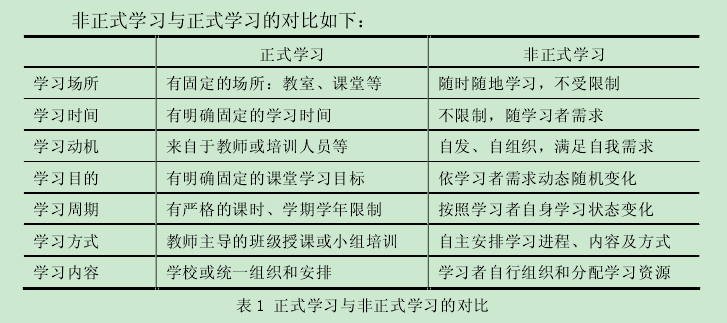 非正式学习与正式学习的对比如下：
正式学习 非正式学习
学习场所 有固定的场所：教室、课堂等 随时随地学习，不受限制
学习时间 有明确固定的学习时间 不限制，随学习者需求
学习动机 来自于教师或培训人员等 自发、自组织，满足自我需求
学习目的 有明确固定的课堂学习目标 依学习者需求动态随机变化
学习周期 有严格的课时、学期学年限制 按照学习者自身学习状态变化
学习方式 教师主导的班级授课或小组培训 自主安排学习进程、内容及方式
学习内容 学校或统一组织和安排 学习者自行组织和分配学习资源
表 1 正式学习与非正式学习的对比